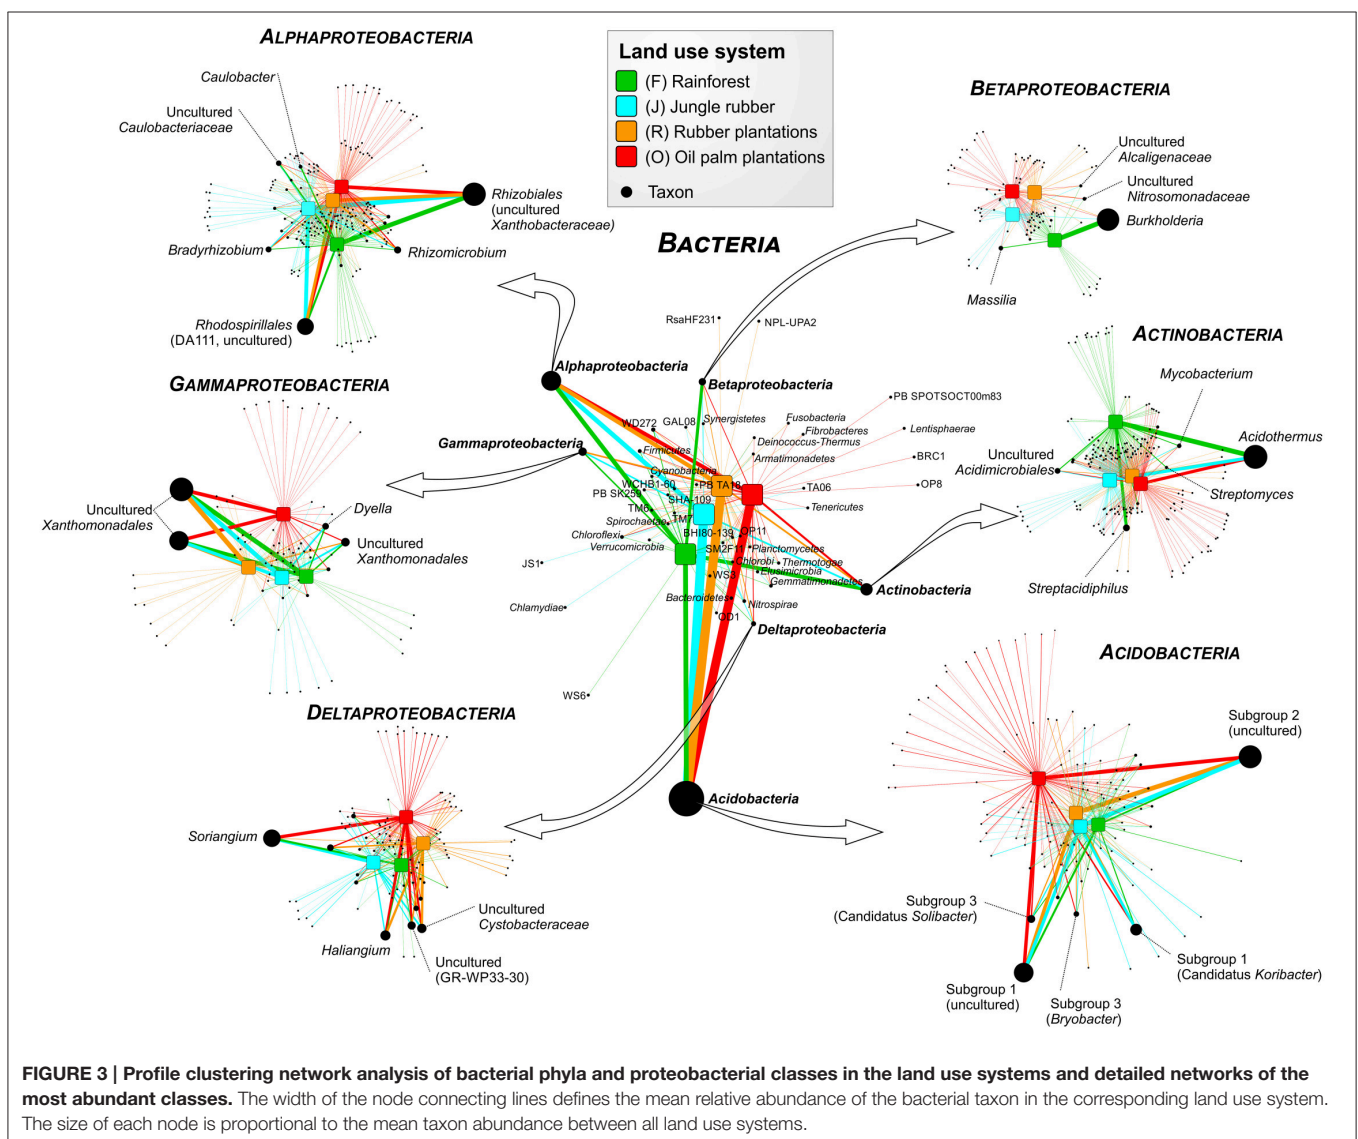 ALPHAPROTEOBACTERIA
Caulobacter
Uncultured
Caulobacteriaceae
Rhizobiales
(uncultured
Xanthobacteraceae)
Bradyrhizobium
Rhizomicrobium
Rhodospirillales
(DA111, uncultured)
Land use system
(F) Rainforest
(J) Jungle rubber
(R) Rubber plantations
(O) Oil palm plantations
Taxon
BETAPROTEOBACTERIA
Uncultured
Alcaligenaceae
Uncultured
Nitrosomonadaceae
Burkholderia
Massilia
BACTERIA
RsaHF231
NPL-UPA2
Alphaproteobacteria
Betaproteobacteria
PB SPOTSOCT00m83
WD272
GAL08
Synergistetes
Fusobacteria
Fibrobacteres
Lentisphaerae
Deinococcus-Thermus
Gammaproteobacteria
Firmicutes
Armatimonadetes
BRC1
Cyanobacteria
WCHB1-60
PB TA18
TA06
OP8
PB SK259
SHA-109
TM6
Tenericutes
Spirochaetae
TM7
Chloroflexi
BHI80-139
OP11
Verrucomicrobia
SM2F11
Planctomycetes
JS1
Chlorobi
Thermotogae
WS3
Elusimicrobia
Gemmatimonadetes
Actinobacteria
Chlamydiae
Bacteroidetes
Nitrospirae
OD1
Deltaproteobacteria
WS6
Acidobacteria
GAMMAPROTEOBACTERIA
Uncultured
Xanthomonadales
Dyella
Uncultured
Xanthomonadales
ACTINOBACTERIA
Mycobacterium
Acidothermus
Uncultured
Acidimicrobiales
Streptomyces
Streptacidiphilus
DELTAPROTEOBACTERIA
Soriangium
Uncultured
Cystobacteraceae
Haliangium
Uncultured
(GR-WP33-30)
ACIDOBACTERIA
Subgroup 2
(uncultured)
Subgroup 3
(Candidatus Solibacter)
Subgroup 1
(Candidatus Koribacter)
Subgroup 1
(uncultured)
Subgroup 3
(Bryobacter)
FIGURE 3 | Profile clustering network analysis of bacterial phyla and proteobacterial classes in the land use systems and detailed networks of the
most abundant classes. The width of the node connecting lines defines the mean relative abundance of the bacterial taxon in the corresponding land use system.
The size of each node is proportional to the mean taxon abundance between all land use systems.